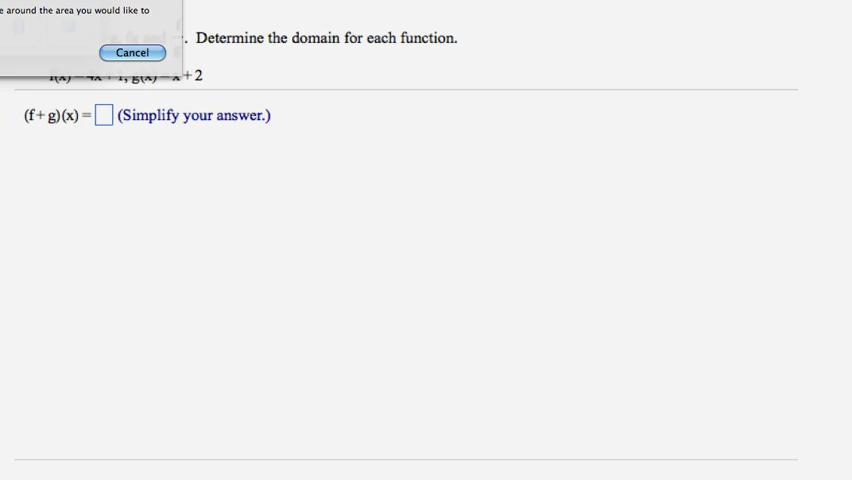 e around the area you would like to
. Determine the domain for each function.
Cancel
+ 2
(f+g)(x) = (Simplify your answer.)